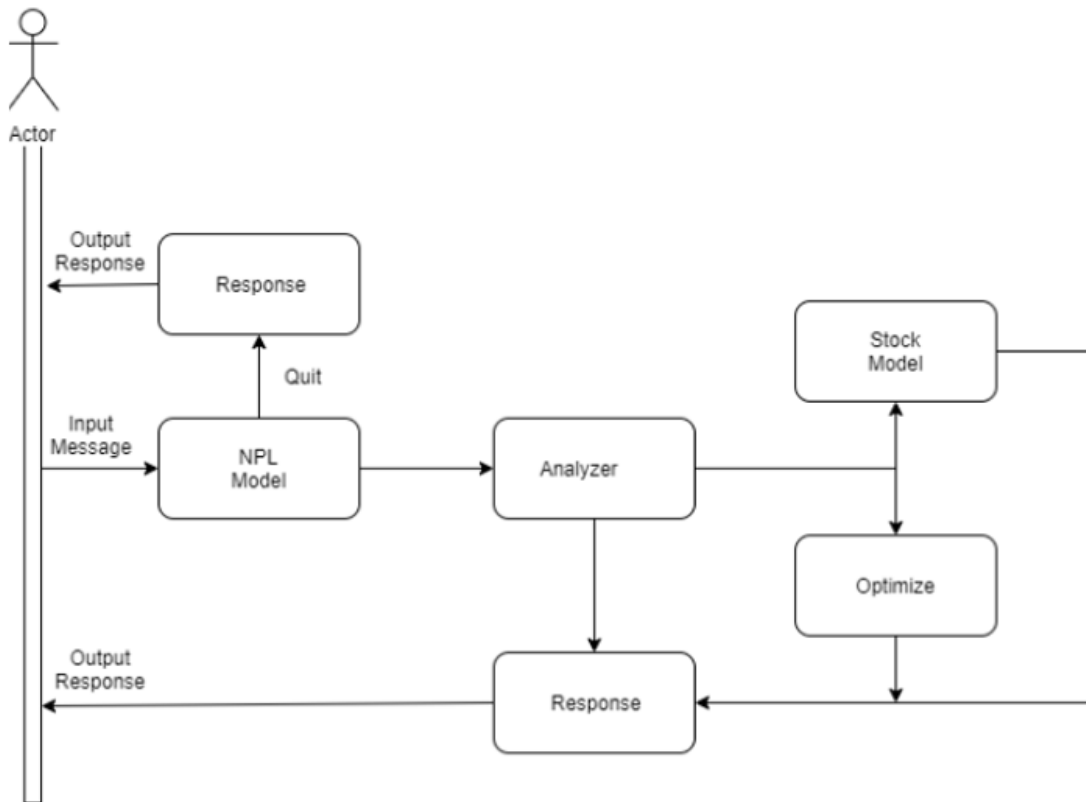 Actor
Output
Response
Response
Stock
Model
Quit
Input
Message
NPL
Model
Analyzer
Optimize
Output
Response
Response